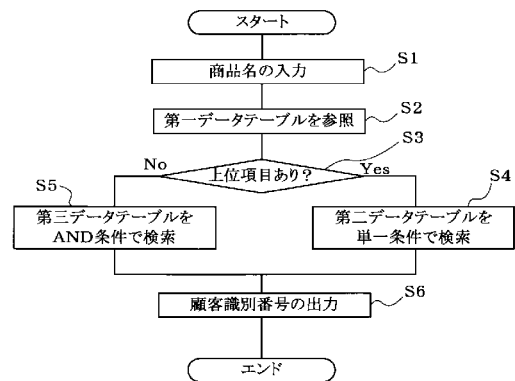 スタート
商品名の入力
S1
第一データテーブルを参照
S2
上位項目あり?
S3
No
Yes
S5
第三データテーブルを
AND条件で検索
S4
第二データテーブルを
単一条件で検索
顧客識別番号の出力
S6
エンド